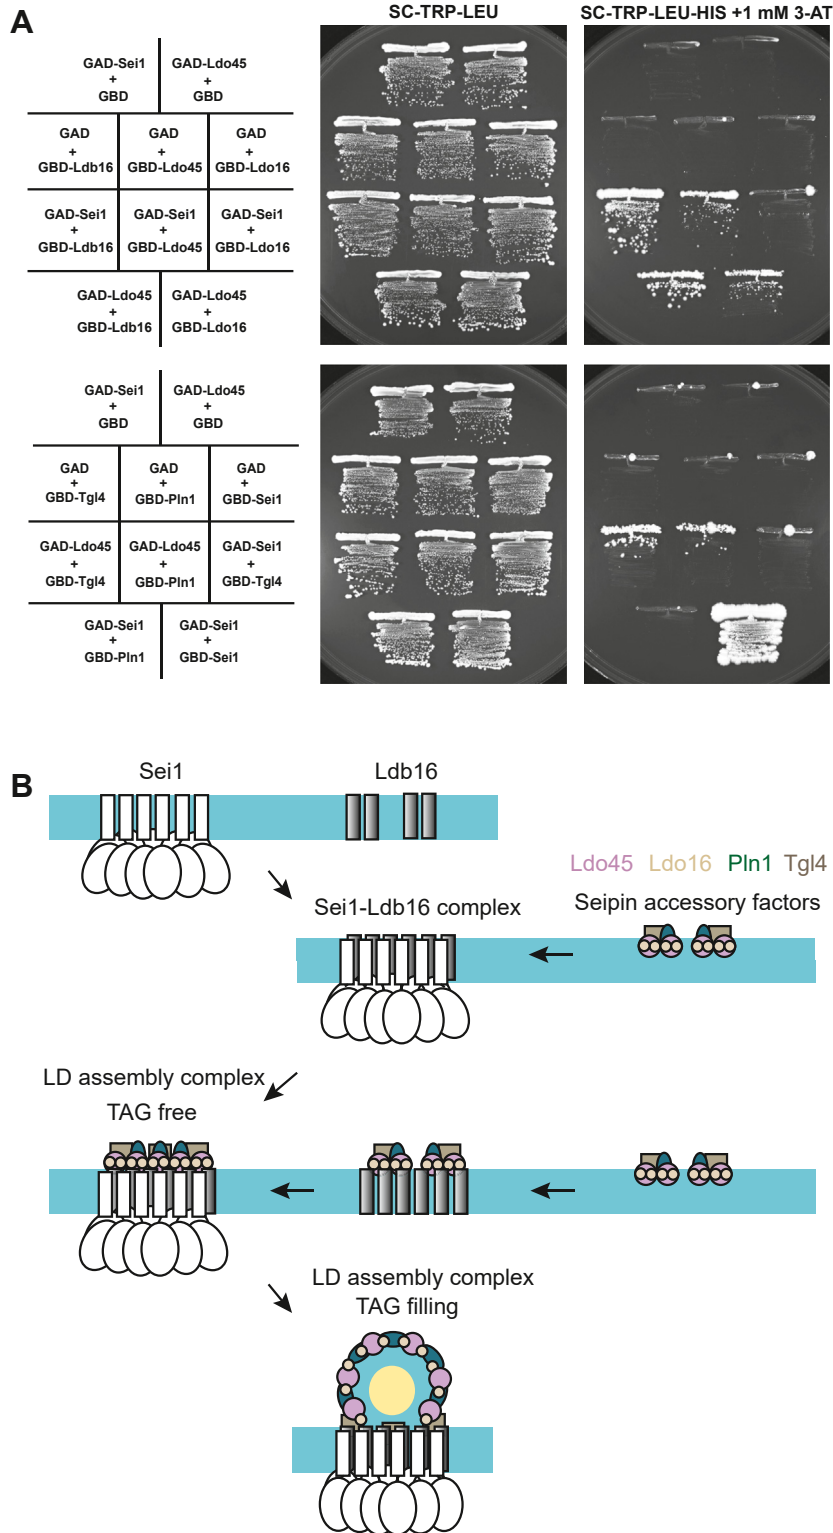 A
SC-TRP-LEU
SC-TRP-LEU-HIS +1 mM 3-AT
GAD-Sei1
+
GBD
GAD-Ldo45
+
GBD
GAD
+
GBD-Ldb16
GAD
+
GBD-Ldo45
GAD
+
GBD-Ldo16
GAD-Sei1
+
GBD-Ldb16
GAD-Sei1
+
GBD-Ldo45
GAD-Sei1
+
GBD-Ldo16
GAD-Ldo45
+
GBD-Ldb16
GAD-Ldo45
+
GBD-Ldo16
GAD-Sei1
+
GBD
GAD-Ldo45
+
GBD
GAD
+
GBD-Tgl4
GAD
+
GBD-Pln1
GAD
+
GBD-Sei1
GAD-Ldo45
+
GBD-Tgl4
GAD-Ldo45
+
GBD-Pln1
GAD-Sei1
+
GBD-Tgl4
GAD-Sei1
+
GBD-Pln1
GAD-Sei1
+
GBD-Sei1
B
Sei1
Ldb16
Ldo45 Ldo16 Pln1 Tgl4
Seipin accessory factors
Sei1-Ldb16 complex
LD assembly complex
TAG free
LD assembly complex
TAG filling